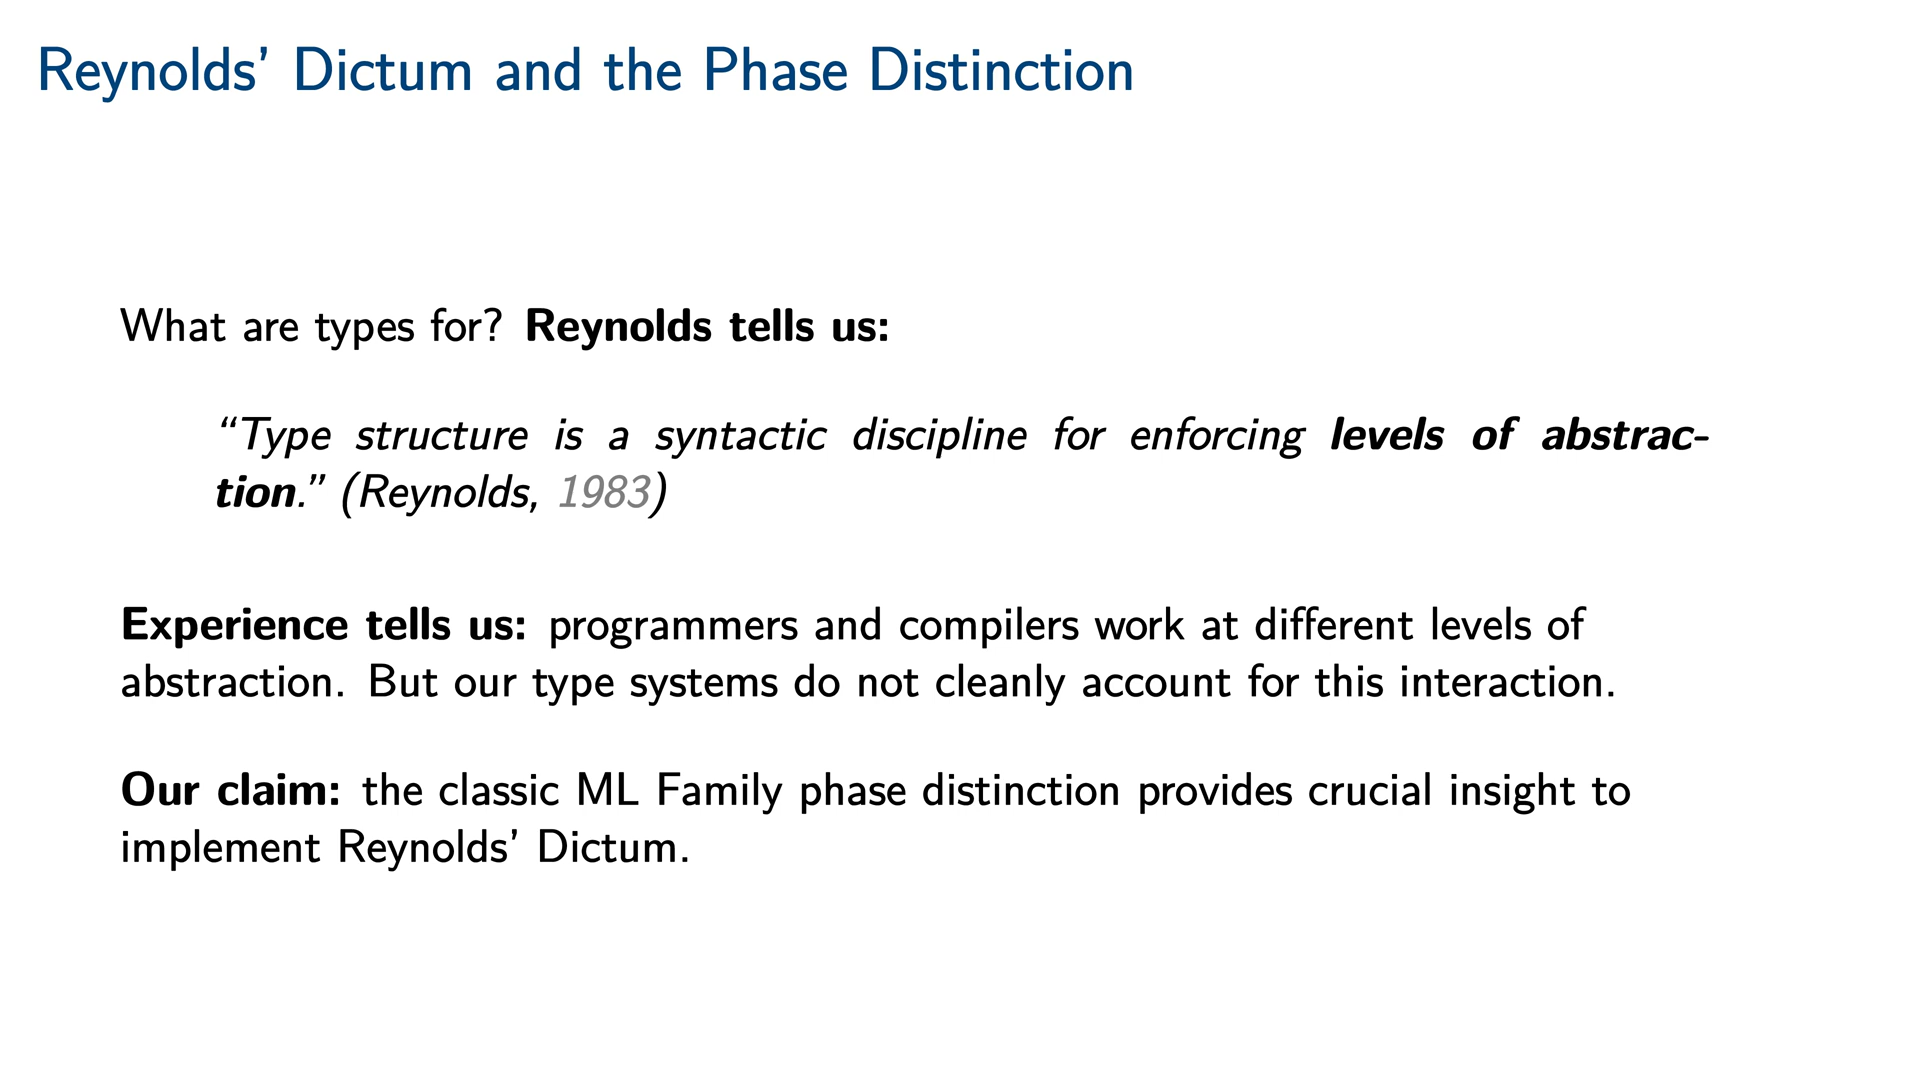 Reynolds’ Dictum and the Phase Distinction
What are types for? Reynolds tells us:
“Type structure is a syntactic discipline for enforcing levels of abstrac-
tion.” (Reynolds, 1983)
Experience tells us: programmers and compilers work at different levels of
abstraction. But our type systems do not cleanly account for this interaction.
Our claim: the classic ML Family phase distinction provides crucial insight to
implement Reynolds’ Dictum.